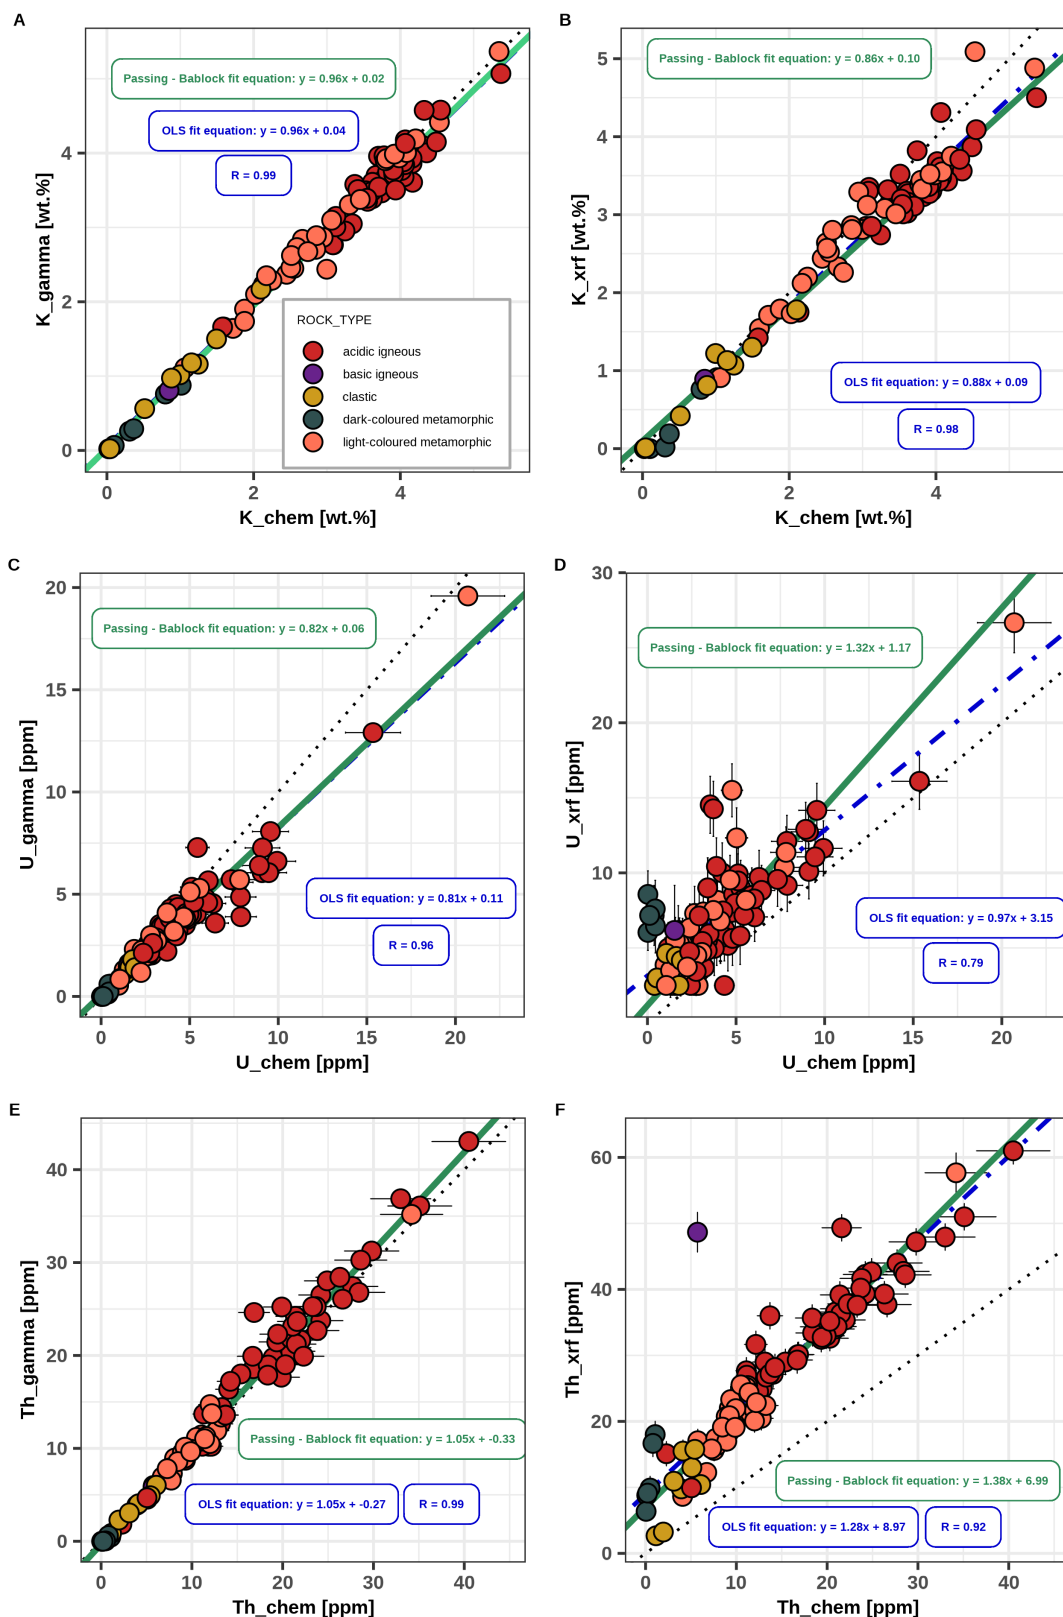 A
Passing - Bablock fit equation: y = 0.96x + 0.02
OLS fit equation: y = 0.96x + 0.04
R = 0.99
K_gamma [wt.%]
4
2
0
ROCK_TYPE
acidic igneous
basic igneous
clastic
dark-coloured metamorphic
light-coloured metamorphic
0 2 4
K_chem [wt.%]
B
Passing - Bablock fit equation: y = 0.86x + 0.10
K_xrf [wt.%]
5
4
3
2
1
0
OLS fit equation: y = 0.88x + 0.09
R = 0.98
0 2 4
K_chem [wt.%]
C
Passing - Bablock fit equation: y = 0.82x + 0.06
U_gamma [ppm]
20
15
10
5
0
OLS fit equation: y = 0.81x + 0.11
R = 0.96
0 5 10 15 20
U_chem [ppm]
D
Passing - Bablock fit equation: y = 1.32x + 1.17
U_xrf [ppm]
30
20
10
OLS fit equation: y = 0.97x + 3.15
R = 0.79
0 5 10 15 20
U_chem [ppm]
E
Th_gamma [ppm]
40
30
20
10
0
Passing - Bablock fit equation: y = 1.05x + -0.33
OLS fit equation: y = 1.05x + -0.27
R = 0.99
0 10 20 30 40
Th_chem [ppm]
F
Th_xrf [ppm]
60
40
20
0
Passing - Bablock fit equation: y = 1.38x + 6.99
OLS fit equation: y = 1.28x + 8.97
R = 0.92
0 10 20 30 40
Th_chem [ppm]